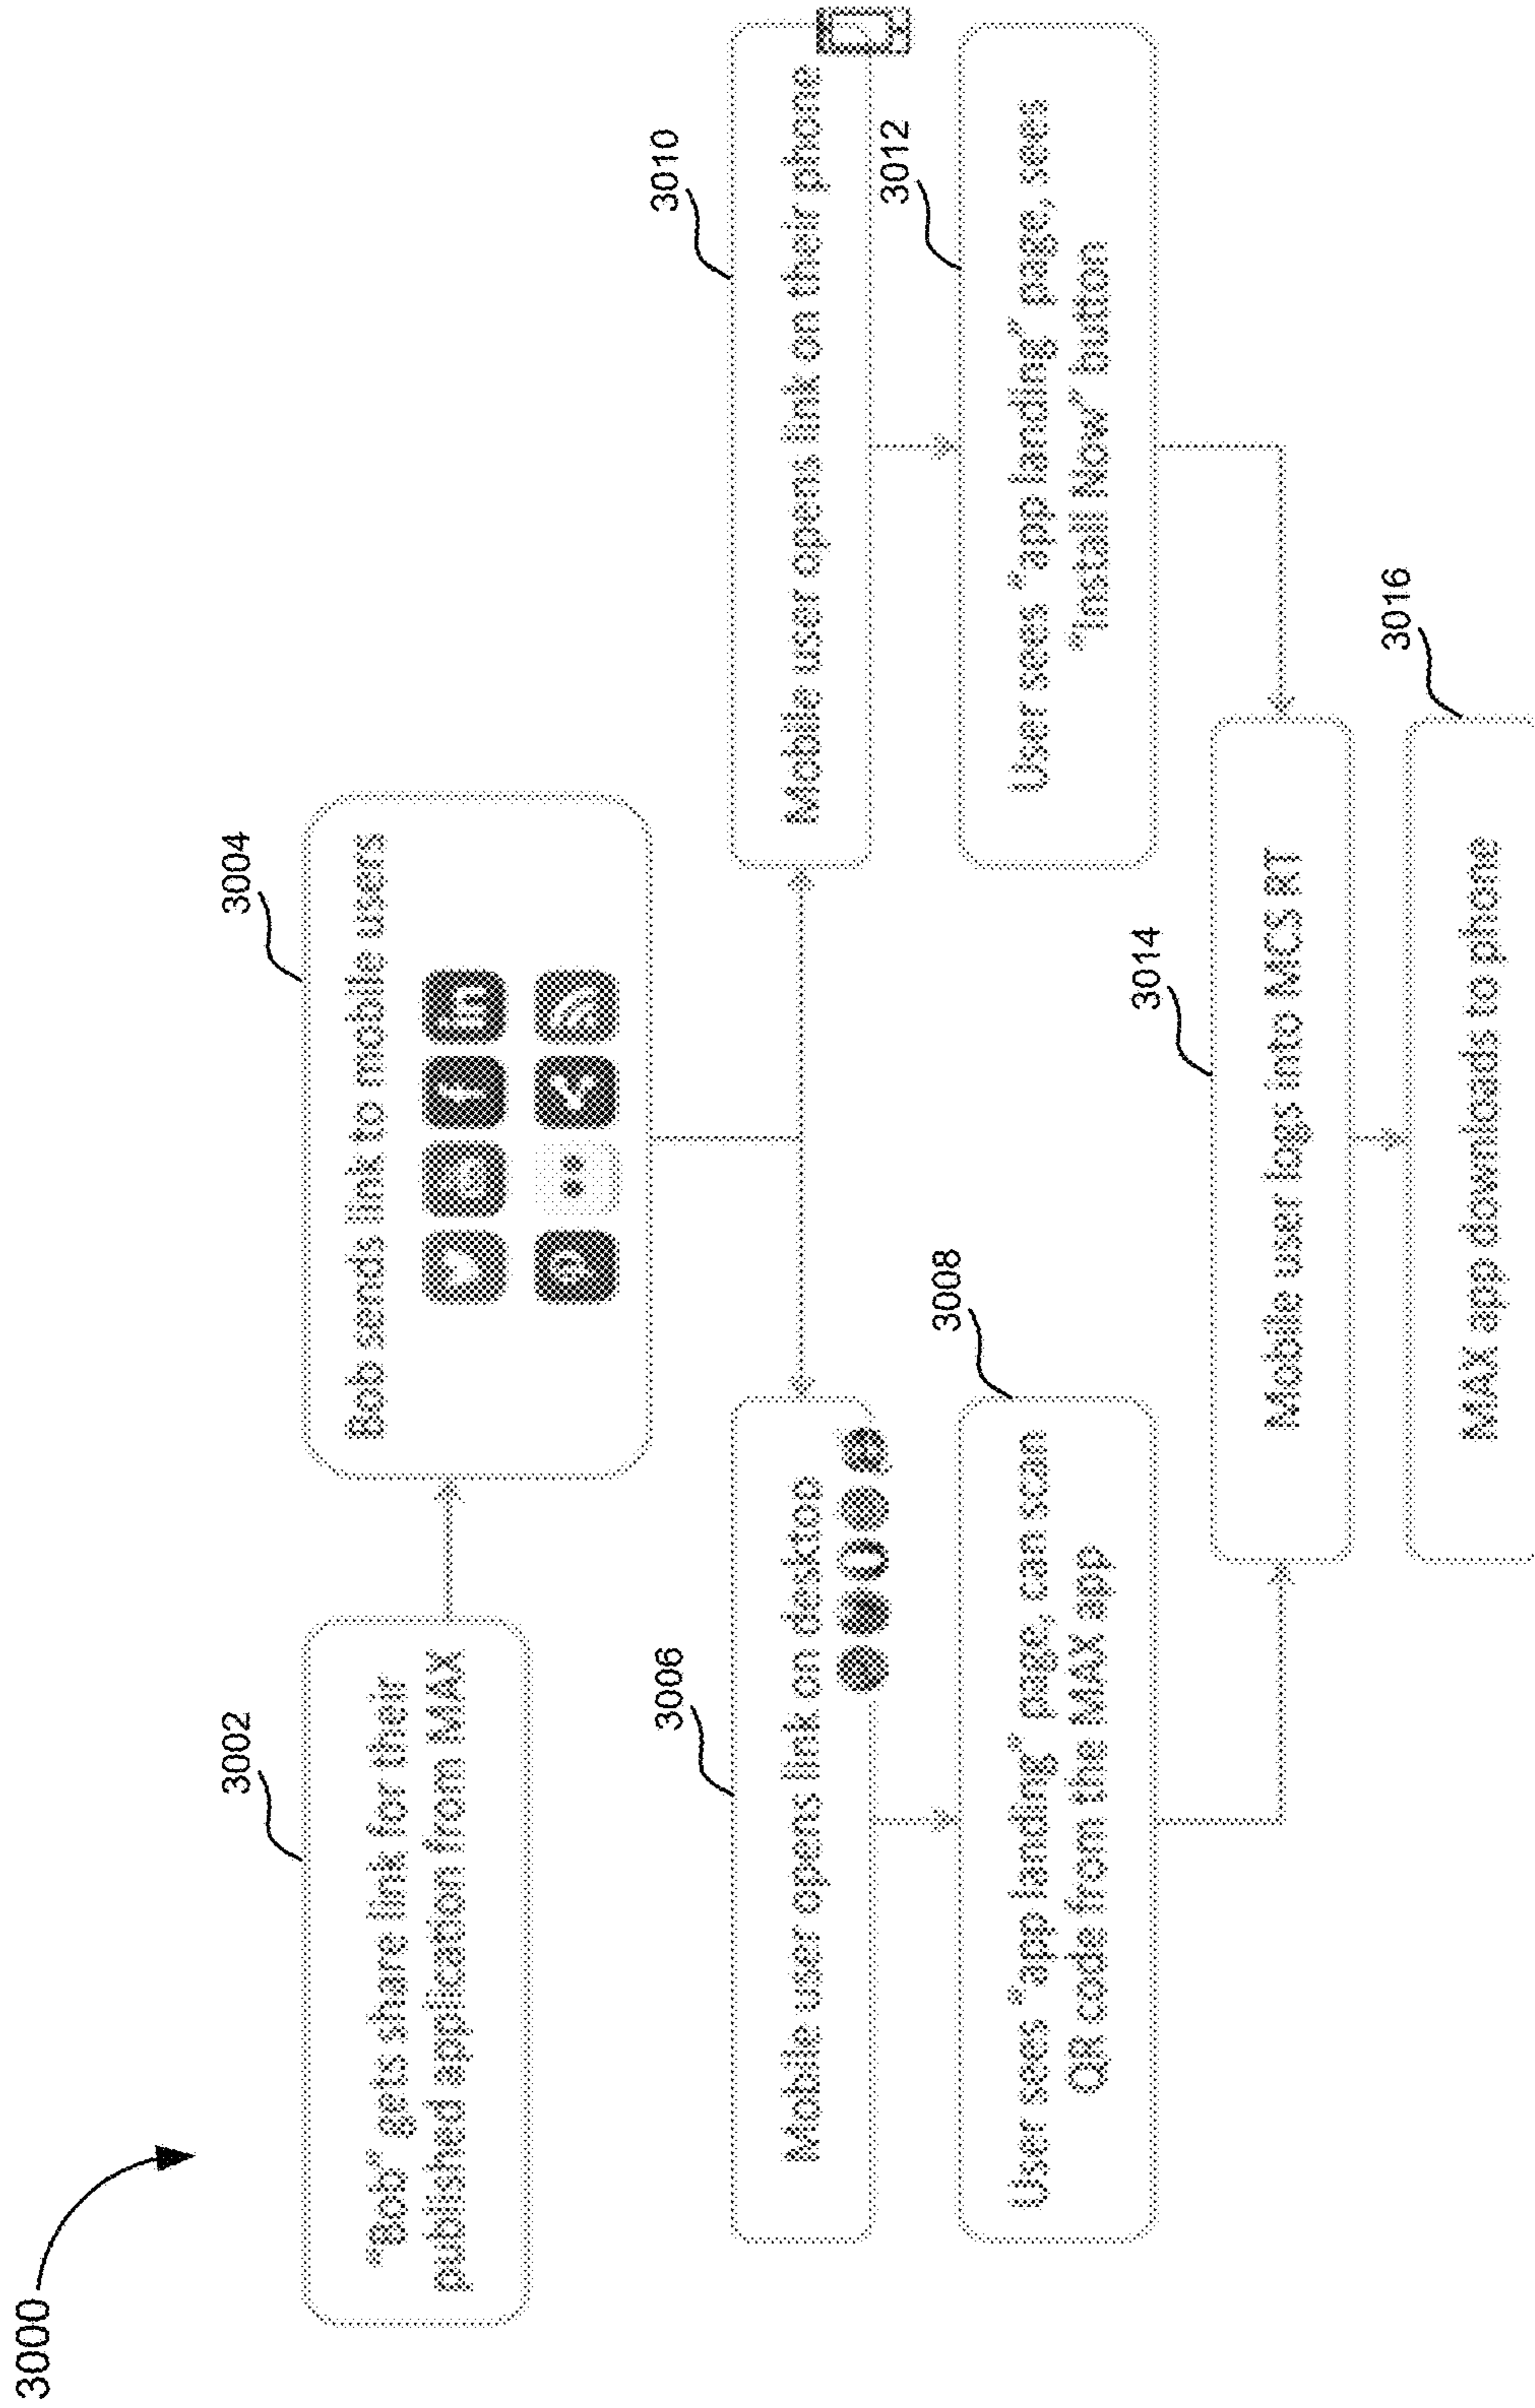 3000
3002
"Bob" gets share link for their
published application from MAX
3004
Bob sends link to mobile users
in
3006
Mobile user opens link on desktop
3008
User sees "app landing" page, can scan
QR code from the MAX app
3010
Mobile user opens link on their phone
3012
User sees "app landing" page, sees
"Install Now" button
3014
Mobile user logs into MCS RT
3016
MAX app downloads to phone